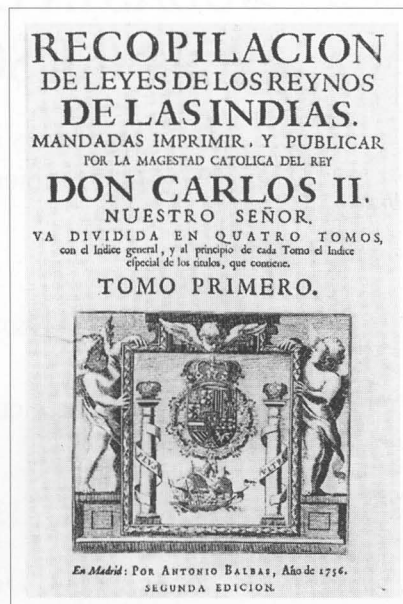 RECOPILACION
DE LEYES DE LOS REYNOS
DE LAS INDIAS.
MANDADAS IMPRIMIR, Y PUBLICAR
POR LA MAGESTAD CATOLICA DEL REY
DON CARLOS II.
NUESTRO SEÑOR.
VA DIVIDIDA EN QUATRO TOMOS,
con el Indice general, y al principio de cada Tomo el Indice
especial de los titulos, que contiene.
TOMO PRIMERO.
En Madrid: POR ANTONIO BALBAS, Año de 1756.
SEGUNDA EDICION.